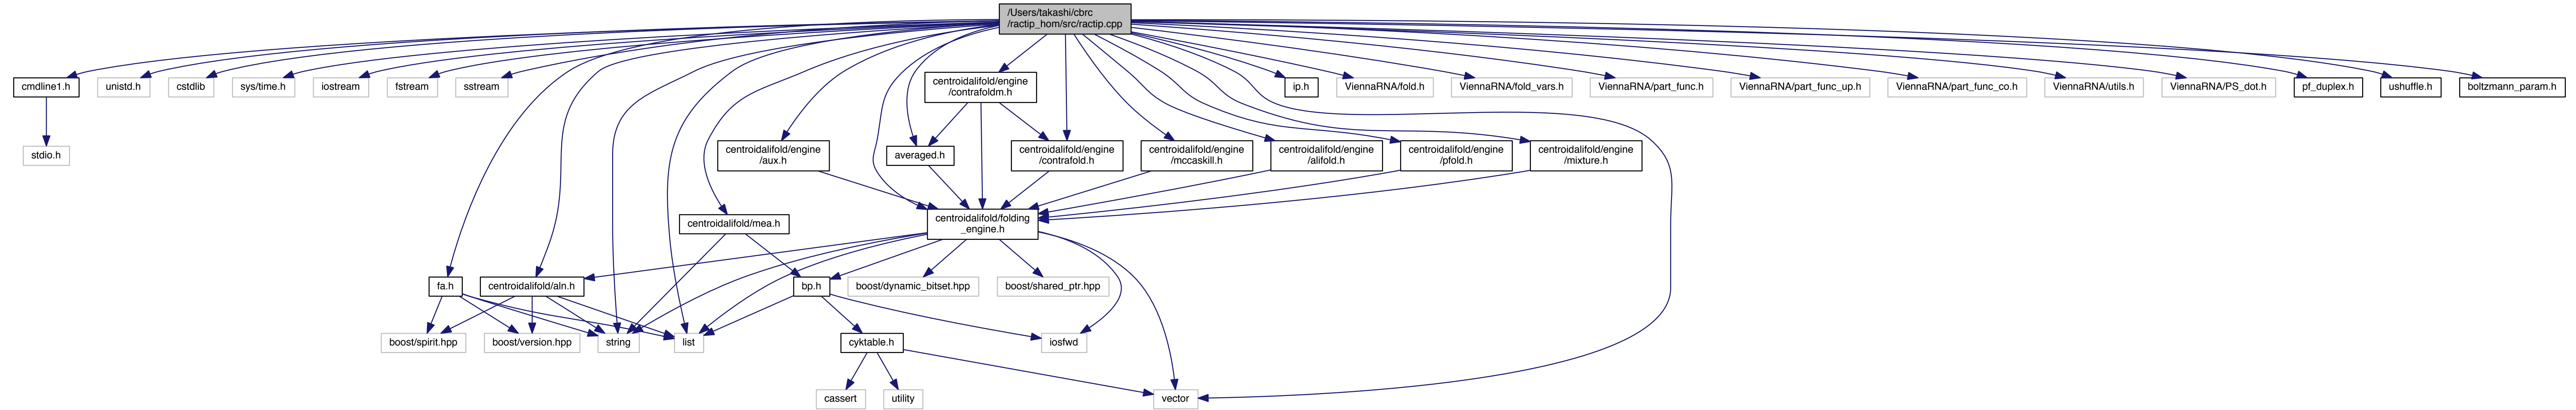 /Users/takashi/cbrc
/ractip_hom/src/ractip.cpp
cmdline1.h
unistd.h
cstdlib
sys/time.h
iostream
fstream
sstream
centroidalifold/engine
/contrafoldm.h
ip.h
ViennaRNA/fold.h
ViennaRNA/fold_vars.h
ViennaRNA/part_func.h
ViennaRNA/part_func_up.h
ViennaRNA/part_func_co.h
ViennaRNA/utils.h
ViennaRNA/PS_dot.h
pf_duplex.h
ushuffle.h
boltzmann_param.h
stdio.h
centroidalifold/engine
/aux.h
averaged.h
centroidalifold/engine
/contrafold.h
centroidalifold/engine
/mccaskill.h
centroidalifold/engine
/alifold.h
centroidalifold/engine
/pfold.h
centroidalifold/engine
/mixture.h
centroidalifold/mea.h
centroidalifold/folding
_engine.h
fa.h
centroidalifold/aln.h
bp.h
boost/dynamic_bitset.hpp
boost/shared_ptr.hpp
boost/spirit.hpp
boost/version.hpp
string
list
cyktable.h
iosfwd
cassert
utility
vector